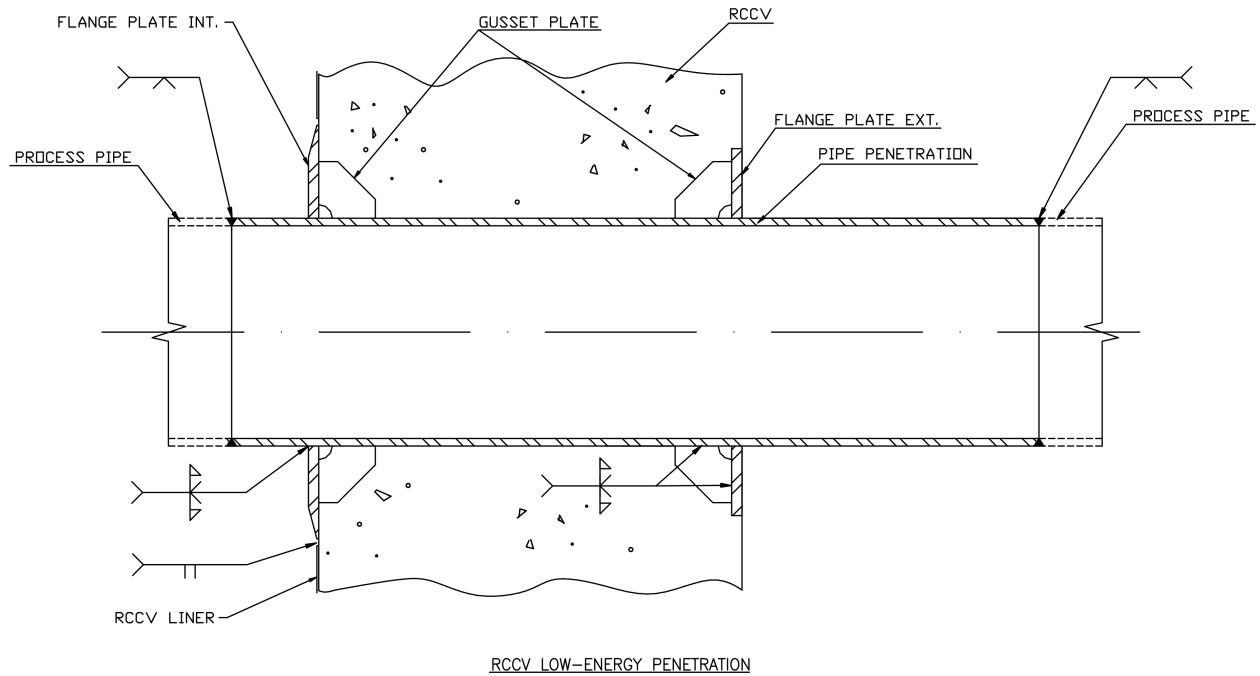 FLANGE PLATE INT.
GUSSET PLATE
RCCV
FLANGE PLATE EXT.
PROCESS PIPE
PROCESS PIPE
PIPE PENETRATION
RCCV LINER
RCCV LOW-ENERGY PENETRATION